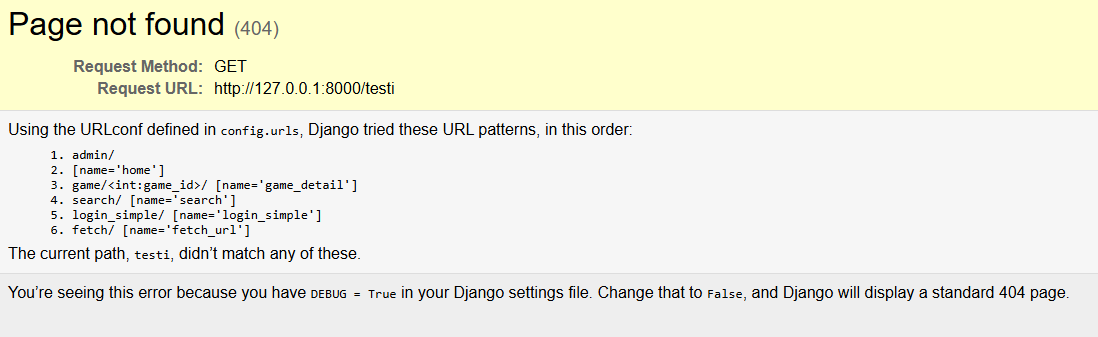 Page not found (404)
Request Method: GET
Request URL: http://127.0.0.1:8000/testi
Using the URLconf defined in config.urls, Django tried these URL patterns, in this order:
1. admin/
2. [name='home']
3. game/<int:game_id>/ [name='game_detail']
4. search/ [name='search']
5. login_simple/ [name='login_simple']
6. fetch/ [name='fetch_url']
The current path, testi, didn’t match any of these.
You’re seeing this error because you have DEBUG = True in your Django settings file. Change that to False, and Django will display a standard 404 page.